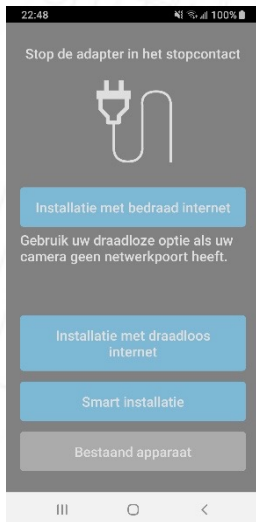 22:48 100%
Stop de adapter in het stopcontact
Installatie met bedraad internet
Gebruik uw draadloze optie als uw
camera geen netwerkpoort heeft.
Installatie met draadloos
internet
Smart installatie
Bestaand apparaat